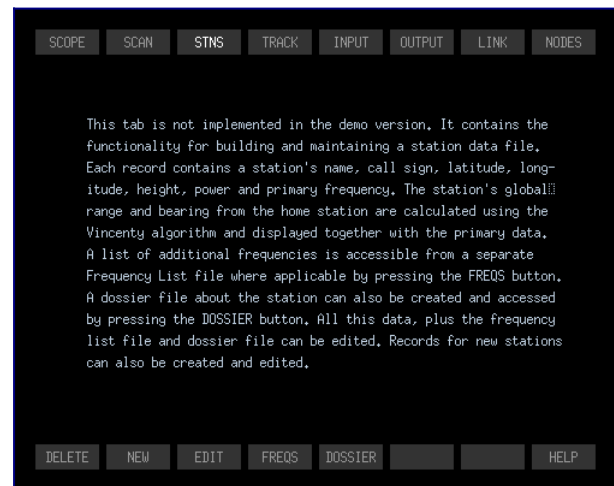 SCOPE SCAN STNS TRACK INPUT OUTPUT LINK NODES
This tab is not implemented in the demo version. It contains the
functionality for building and maintaining a station data file.
Each record contains a station's name, call sign, latitude, long-
itude, height, power and primary frequency. The station's global
range and bearing from the home station are calculated using the
Vincenty algorithm and displayed together with the primary data.
A list of additional frequencies is accessible from a separate
Frequency List file where applicable by pressing the FREQS button.
A dossier file about the station can also be created and accessed
by pressing the DOSSIER button. All this data, plus the frequency
list file and dossier file can be edited. Records for new stations
can also be created and edited.
DELETE NEW EDIT FREQS DOSSIER HELP